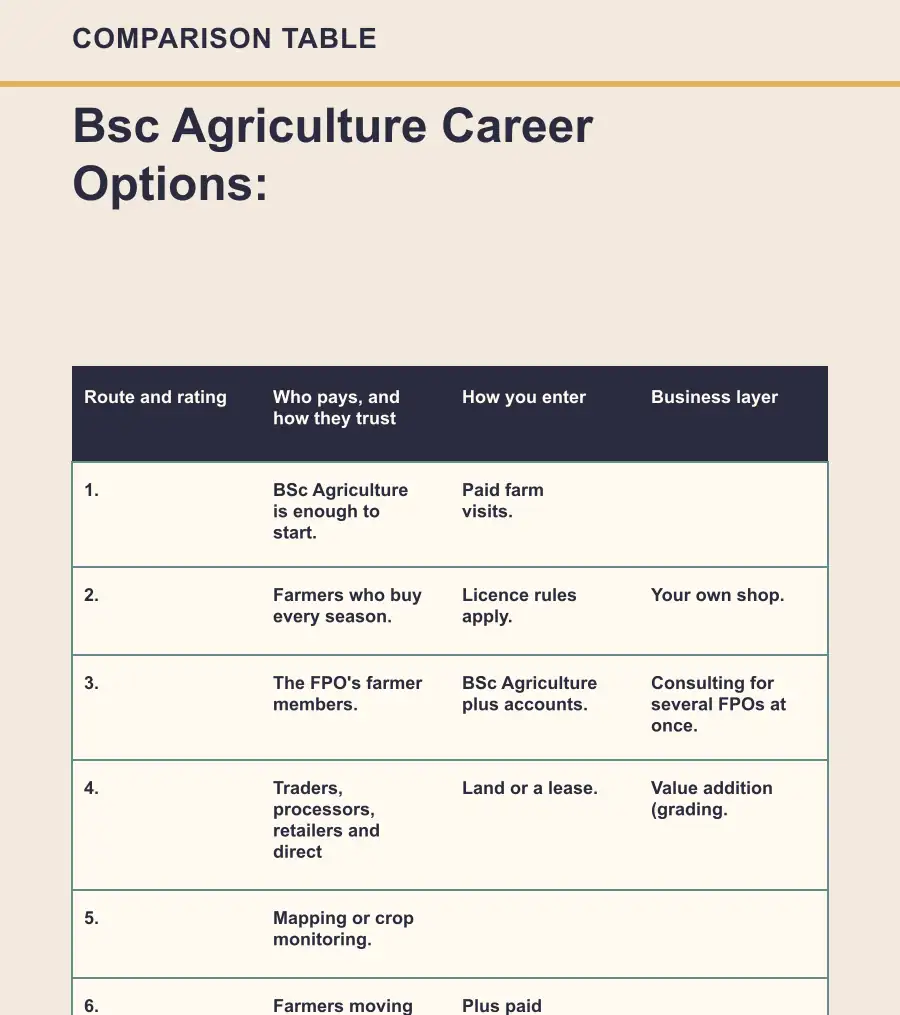 COMPARISON TABLE
Bsc Agriculture Career
Options:
Route and rating
Who pays, and
how they trust
How you enter
Business layer
1.
BSc Agriculture
is enough to
start.
Paid farm
visits.
2.
Farmers who buy
every season.
Licence rules
apply.
Your own shop.
3.
The FPO's farmer
members.
BSc Agriculture
plus accounts.
Consulting for
several FPOs at
once.
4.
Traders,
processors,
retailers and
direct
Land or a lease.
Value addition
(grading.
5.
Mapping or crop
monitoring.
6.
Farmers moving
Plus paid